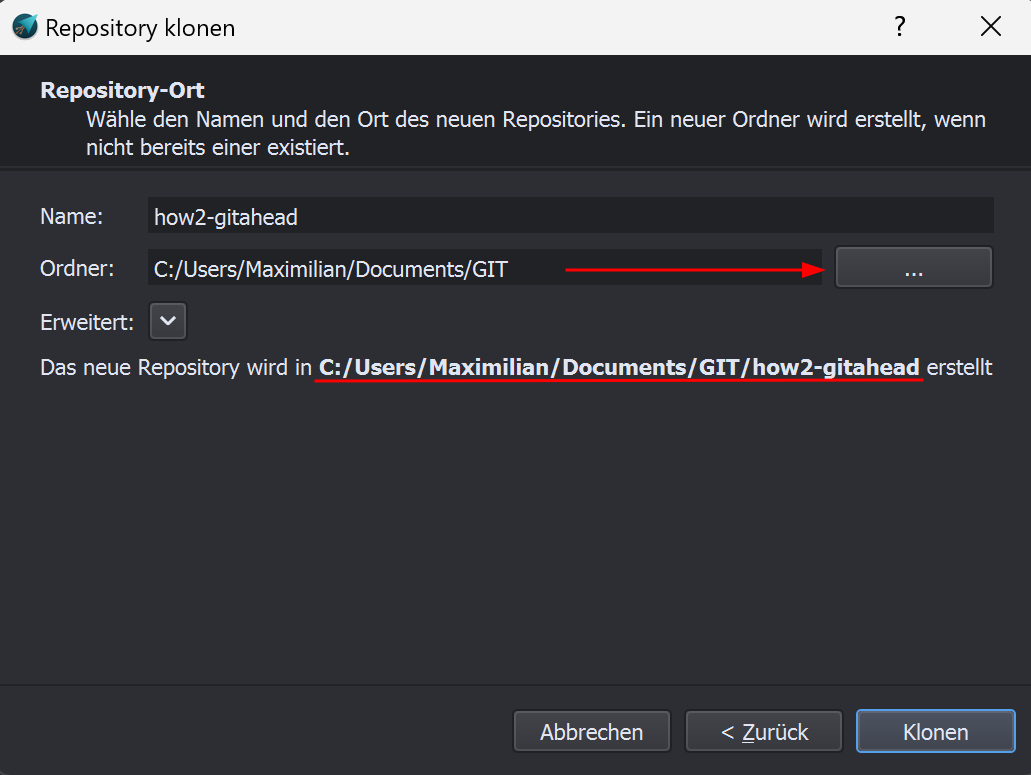 Repository klonen
?
Repository-Ort
Wähle den Namen und den Ort des neuen Repositories. Ein neuer Ordner wird erstellt, wenn
nicht bereits einer existiert.
Name: how2-gitahead
Ordner: C:/Users/Maximilian/Documents/GIT ...
Erweitert:
Das neue Repository wird in C:/Users/Maximilian/Documents/GIT/how2-gitahead erstellt
Abbrechen < Zurück Klonen